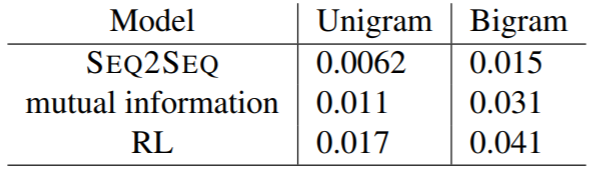 Model Unigram Bigram
SEQ2SEQ 0.0062 0.015
mutual information 0.011 0.031
RL 0.017 0.041